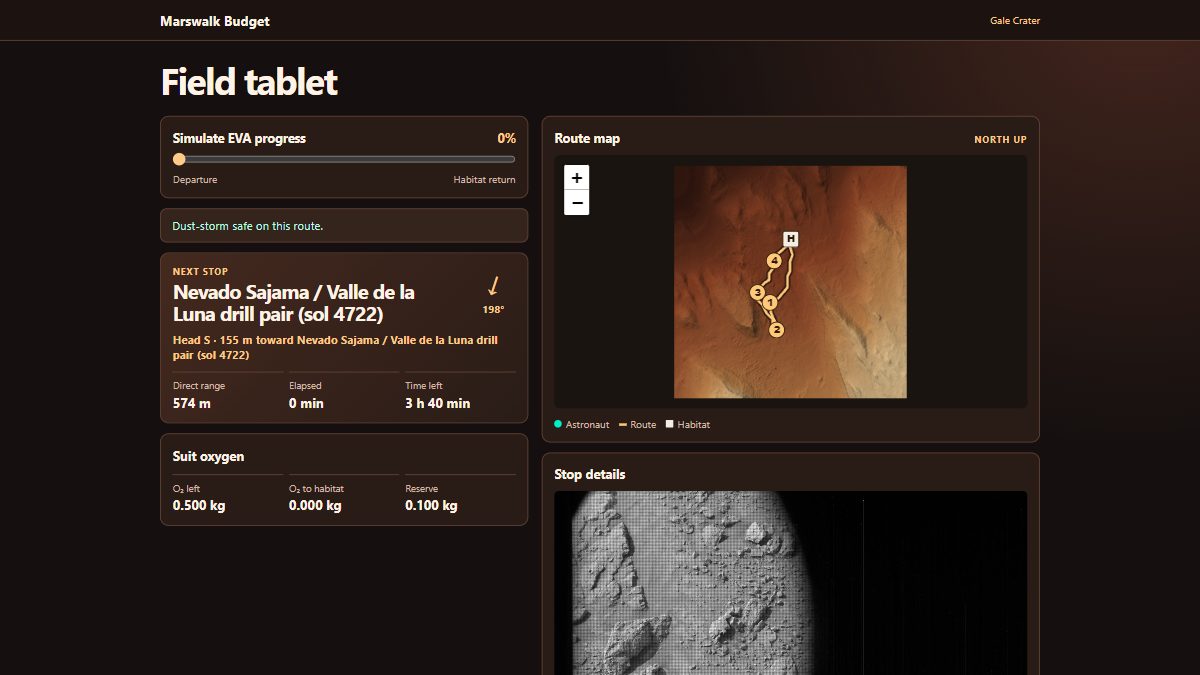 Marswalk Budget
Gale Crater
Field tablet
Simulate EVA progress
0%
Departure
Habitat return
Dust-storm safe on this route.
NEXT STOP
Nevado Sajama / Valle de la
Luna drill pair (sol 4722)
198°
Head S · 155 m toward Nevado Sajama / Valle de la Luna drill
pair (sol 4722)
Direct range
Elapsed
Time left
574 m
0 min
3 h 40 min
Suit oxygen
O₂ left
O₂ to habitat
Reserve
0.500 kg
0.000 kg
0.100 kg
Route map
NORTH UP
+
−
H
4
3
1
2
Astronaut
Route
Habitat
Stop details